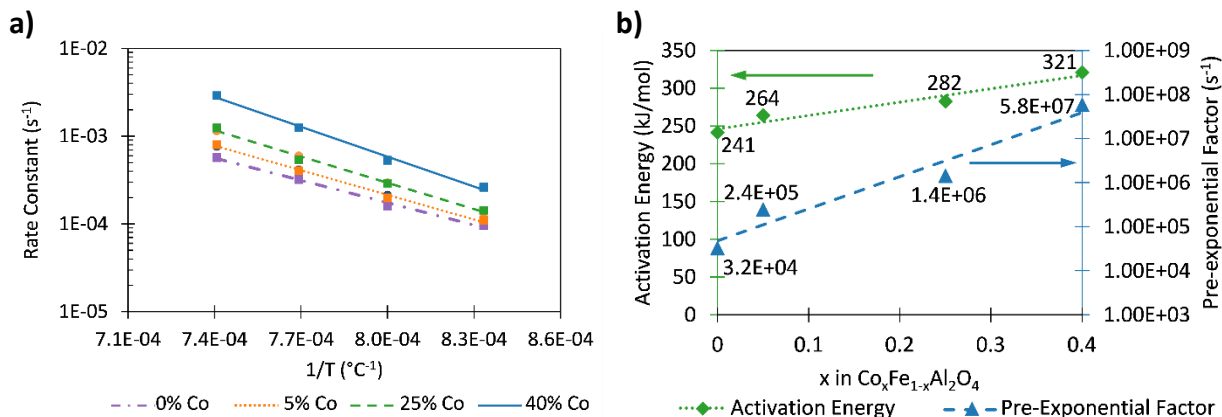 a)
1E-02
1E-03
1E-04
1E-05
Rate Constant (s⁻¹)
7.1E-04 7.4E-04 7.7E-04 8.0E-04 8.3E-04 8.6E-04
1/T (°C⁻¹)
0% Co 5% Co 25% Co 40% Co
b)
350
300
250
200
150
100
50
0
Activation Energy (kJ/mol)
241
264
282
321
3.2E+04
2.4E+05
1.4E+06
5.8E+07
1.00E+09
1.00E+08
1.00E+07
1.00E+06
1.00E+05
1.00E+04
1.00E+03
Pre-exponential Factor (s⁻¹)
0 0.1 0.2 0.3 0.4
x in CoₓFe₁₋ₓAl₂O₄
Activation Energy Pre-Exponential Factor